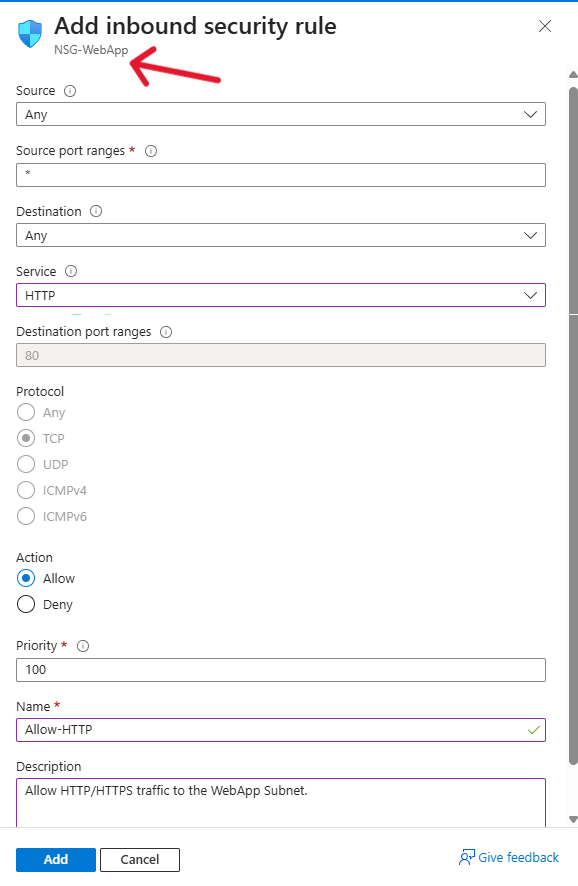 Add inbound security rule
NSG-WebApp
Source
Any
Source port ranges *
*
Destination
Any
Service
HTTP
Destination port ranges
80
Protocol
Any
TCP
UDP
ICMPv4
ICMPv6
Action
Allow
Deny
Priority *
100
Name *
Allow-HTTP
Description
Allow HTTP/HTTPS traffic to the WebApp Subnet.
Add
Cancel
Give feedback